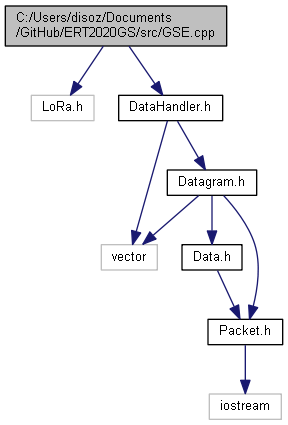 C:/Users/disoz/Documents
/GitHub/ERT2020GS/src/GSE.cpp
LoRa.h
DataHandler.h
Datagram.h
vector
Data.h
Packet.h
iostream